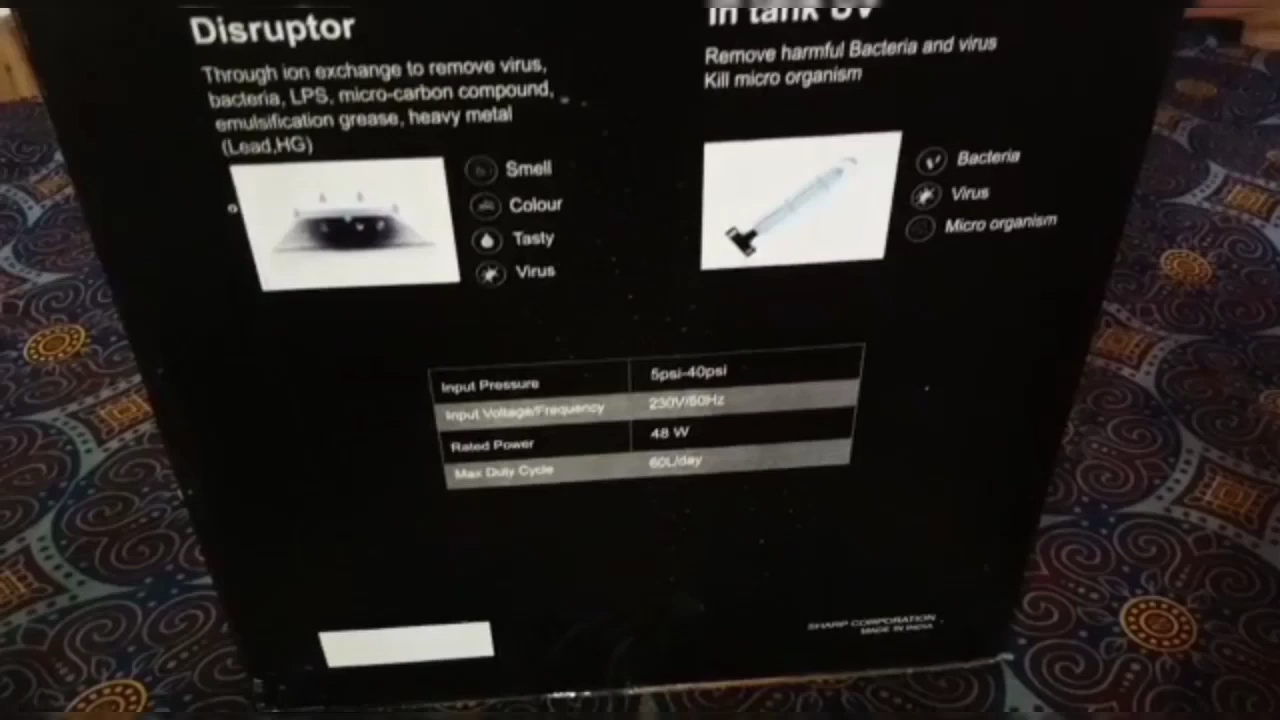 Disruptor
Through ion exchange to remove virus,
bacteria, LPS, micro-carbon compound,
emulsification grease, heavy metal
(Lead,HG)
Smell
Colour
Tasty
Virus
In tank UV
Remove harmful Bacteria and virus
Kill micro organism
Bacteria
Virus
Micro organism
Input Pressure 5psi-40psi
Input Voltage/Frequency 230V/50Hz
Rated Power 48 W
Max Duty Cycle 60L/day
SHARP CORPORATION
MADE IN INDIA